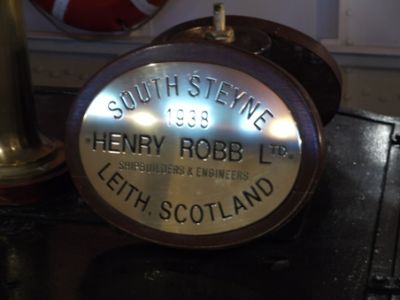 SOUTH STEYNE
1938
HENRY ROBB LTD.
SHIPBUILDERS & ENGINEERS
LEITH, SCOTLAND